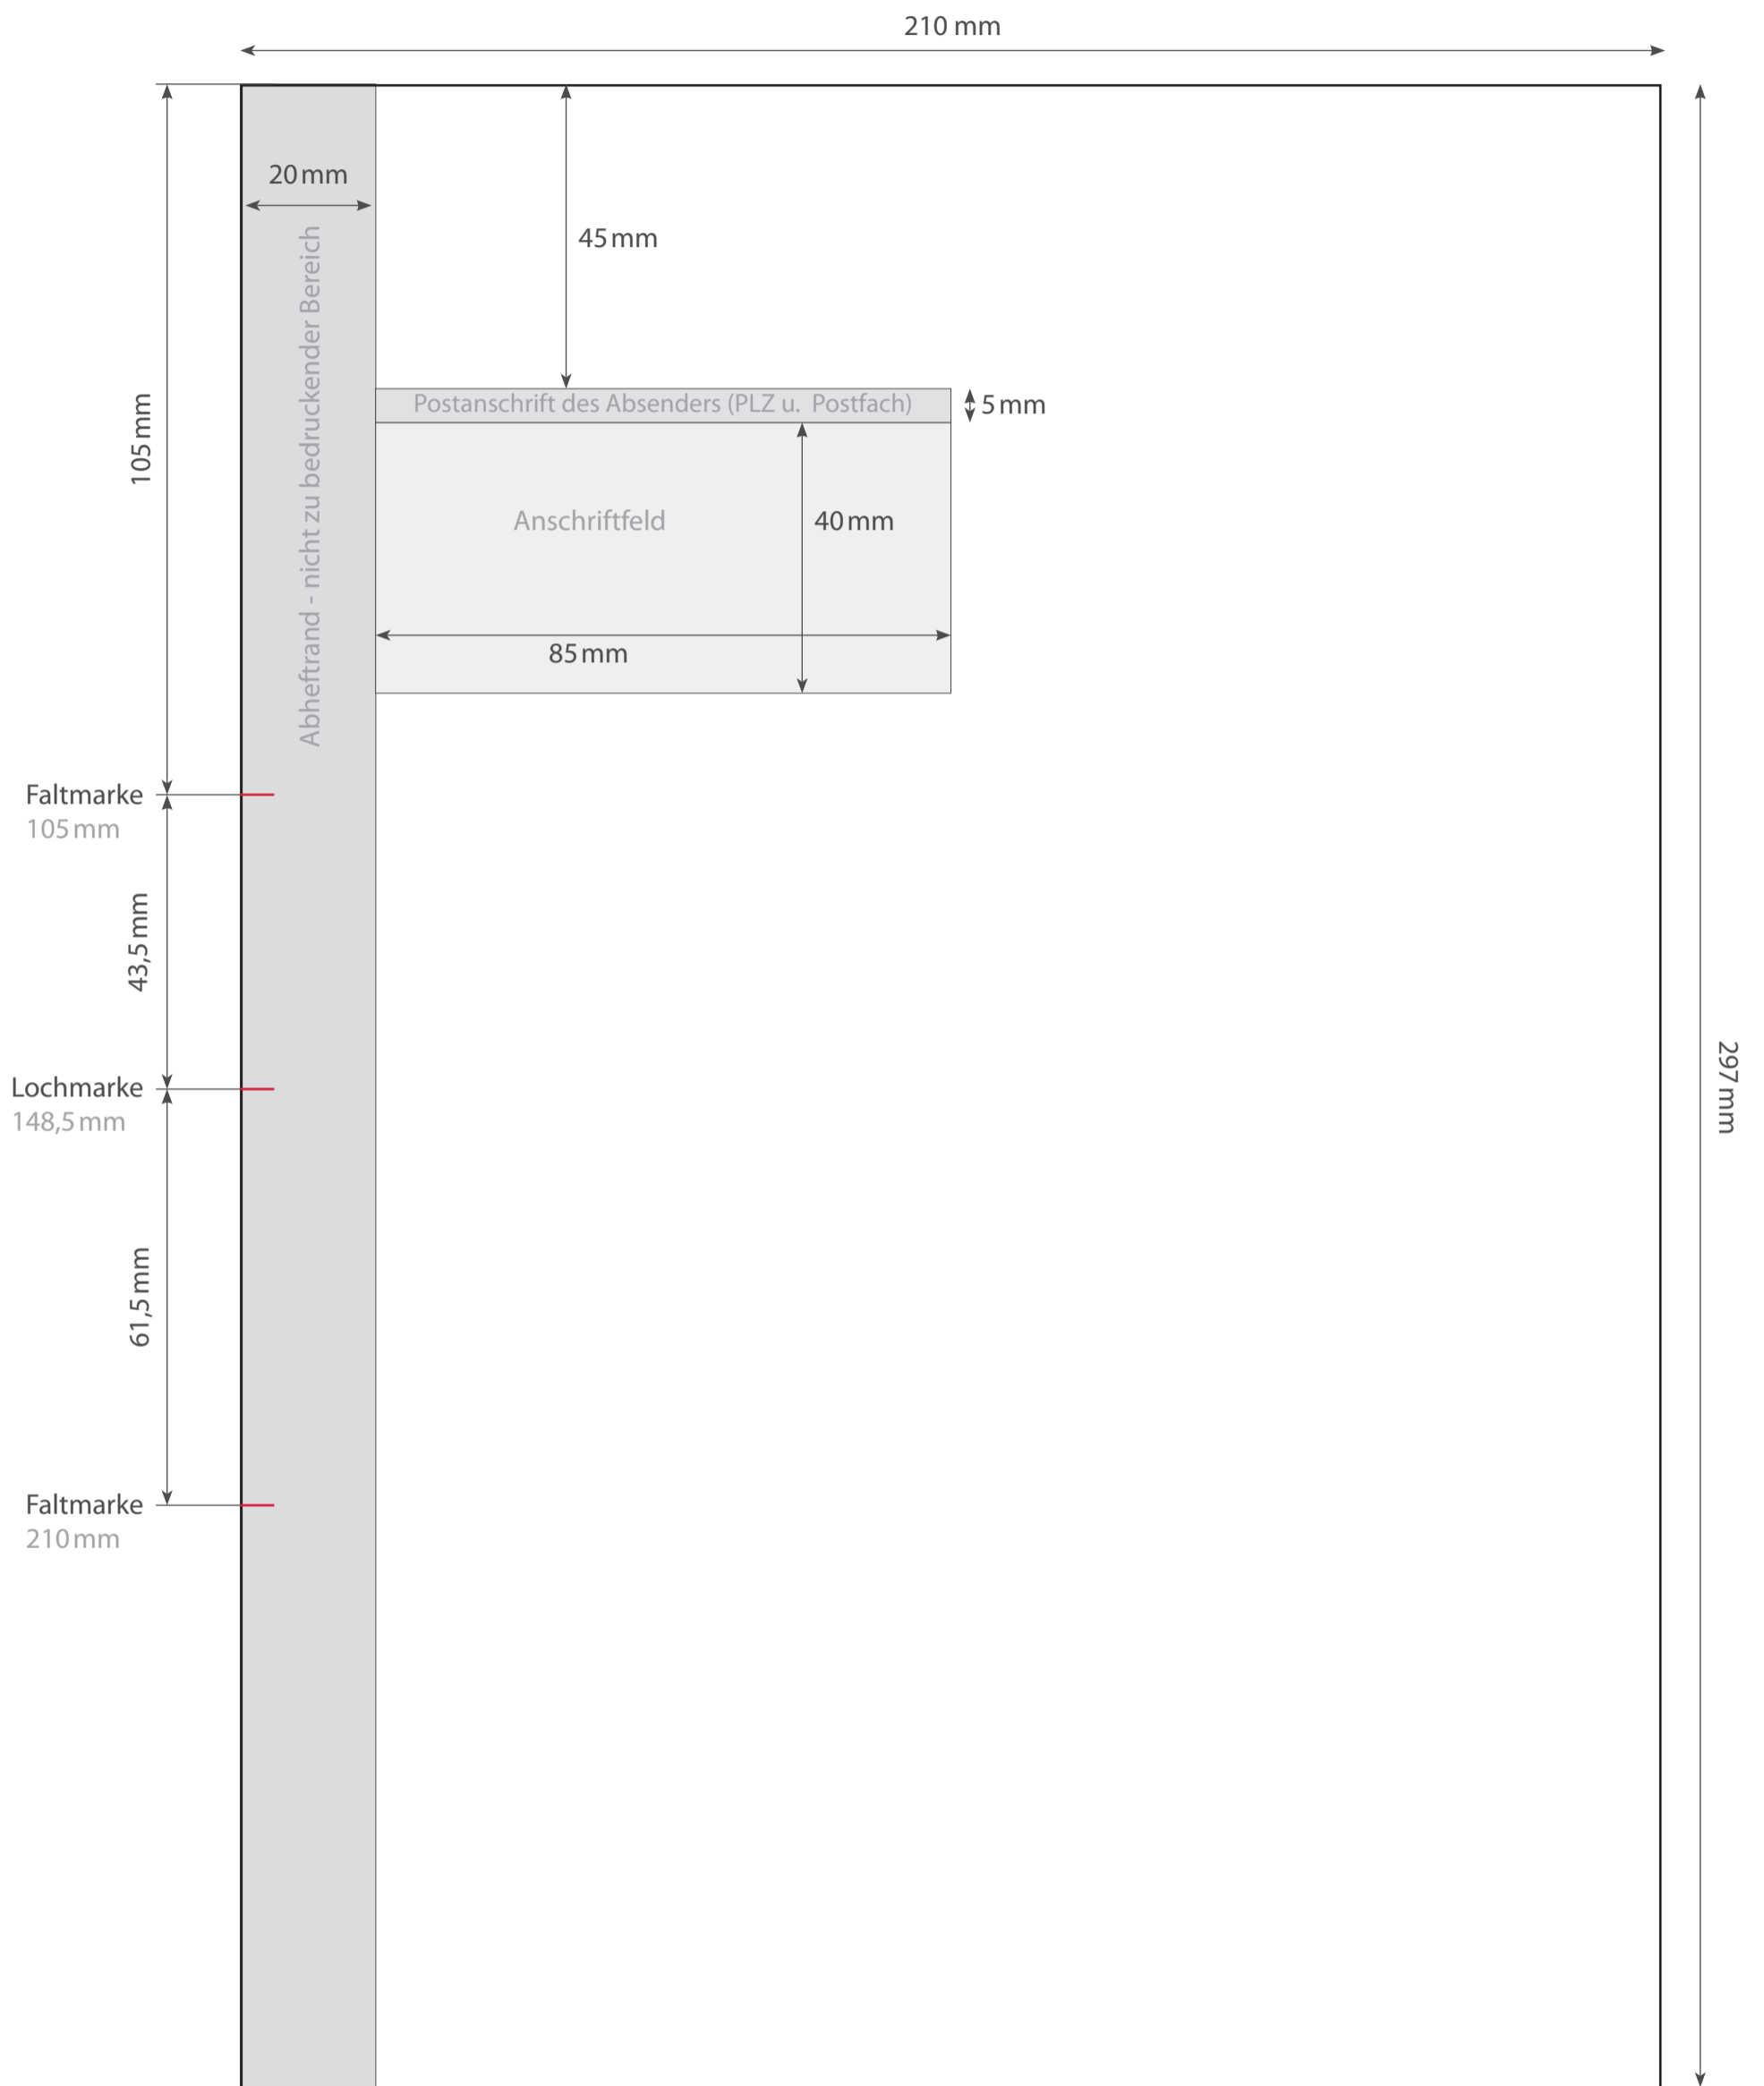 210 mm
20 mm
45 mm
Abheftrand - nicht zu bedruckender Bereich
105 mm
Postanschrift des Absenders (PLZ u.  Postfach)
5 mm
Anschriftfeld
40 mm
85 mm
Faltmarke
105 mm
43,5 mm
Lochmarke
148,5 mm
297 mm
61,5 mm
Faltmarke
210 mm